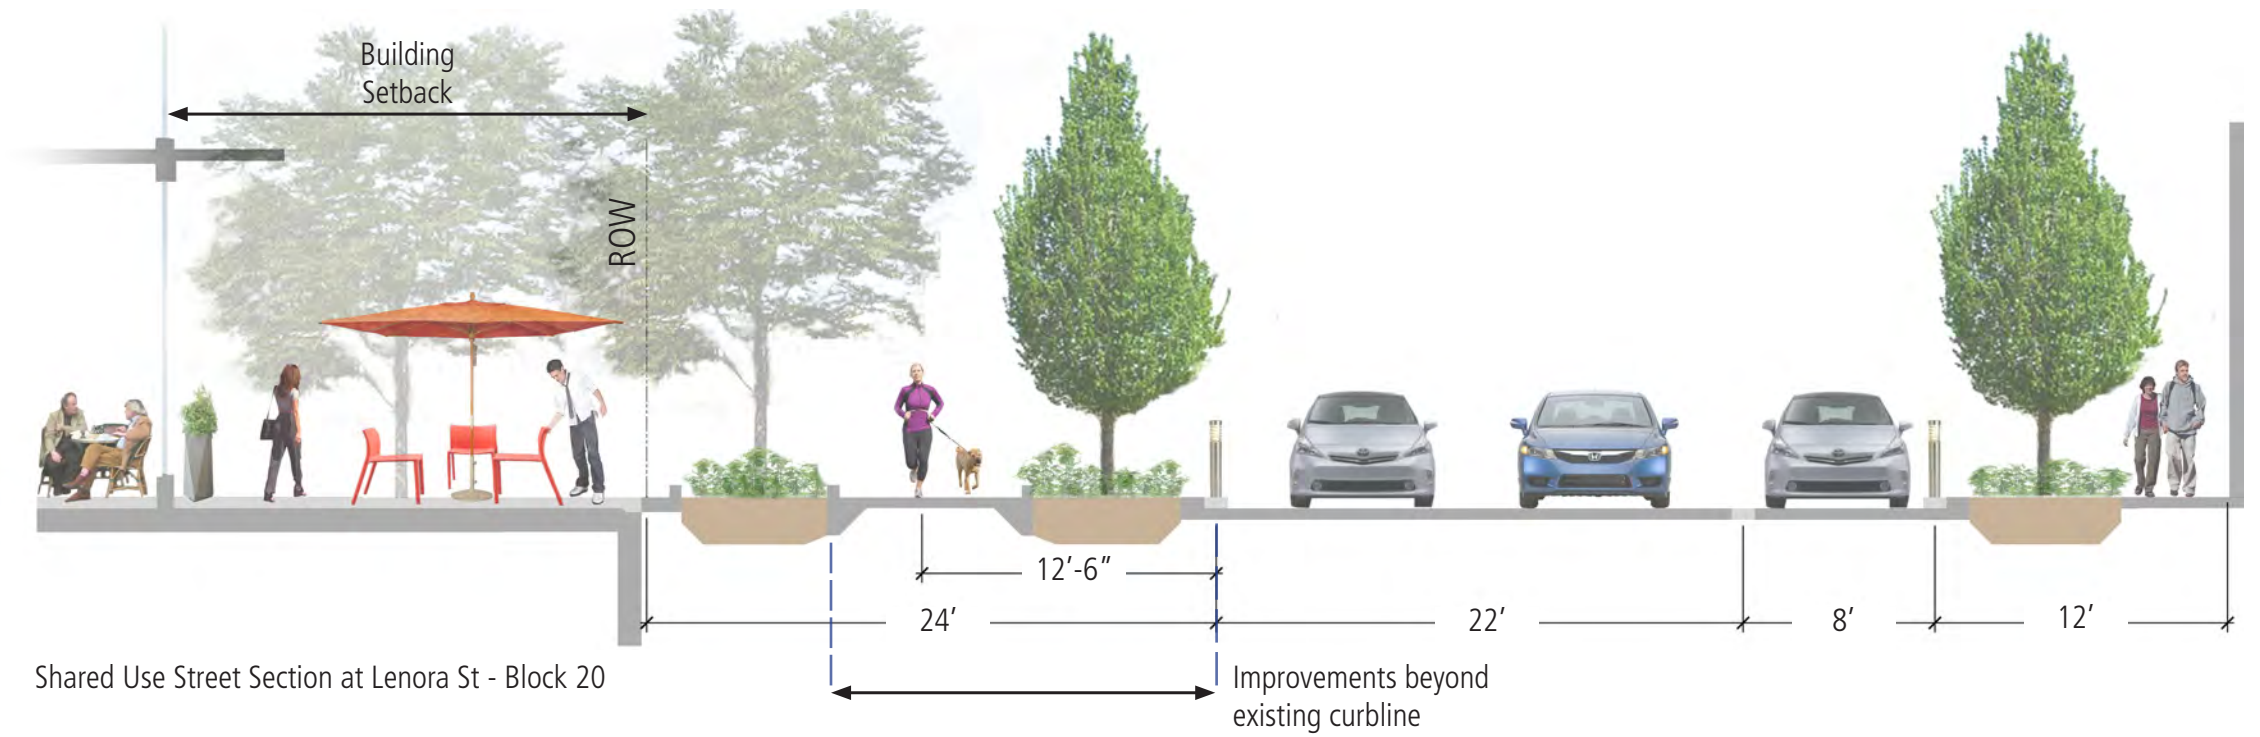 Building
Setback
ROW
12'-6"
24'
22'
8'
12'
Shared Use Street Section at Lenora St - Block 20
Improvements beyond
existing curbline